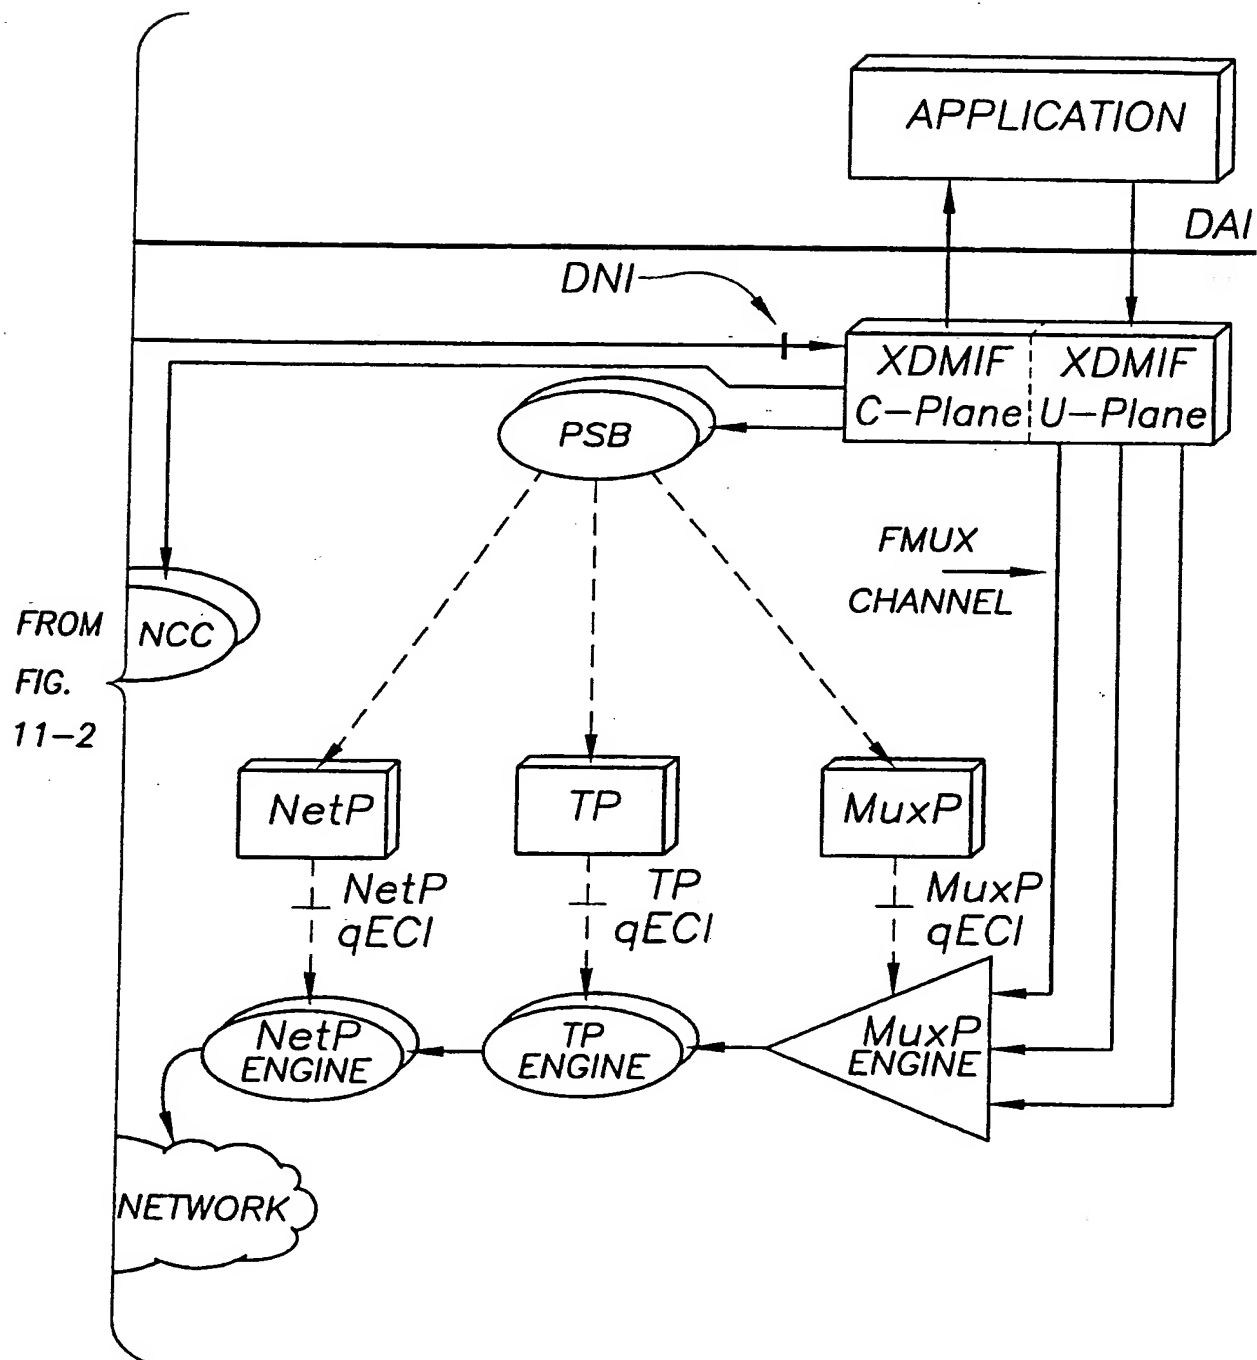 APPLICATION
DAI
DNI
XDMIF
C-Plane
XDMIF
U-Plane
PSB
FMUX
CHANNEL
FROM
FIG.
11-2
NCC
NetP
TP
MuxP
NetP
qECI
TP
qECI
MuxP
qECI
NetP
ENGINE
TP
ENGINE
MuxP
ENGINE
NETWORK